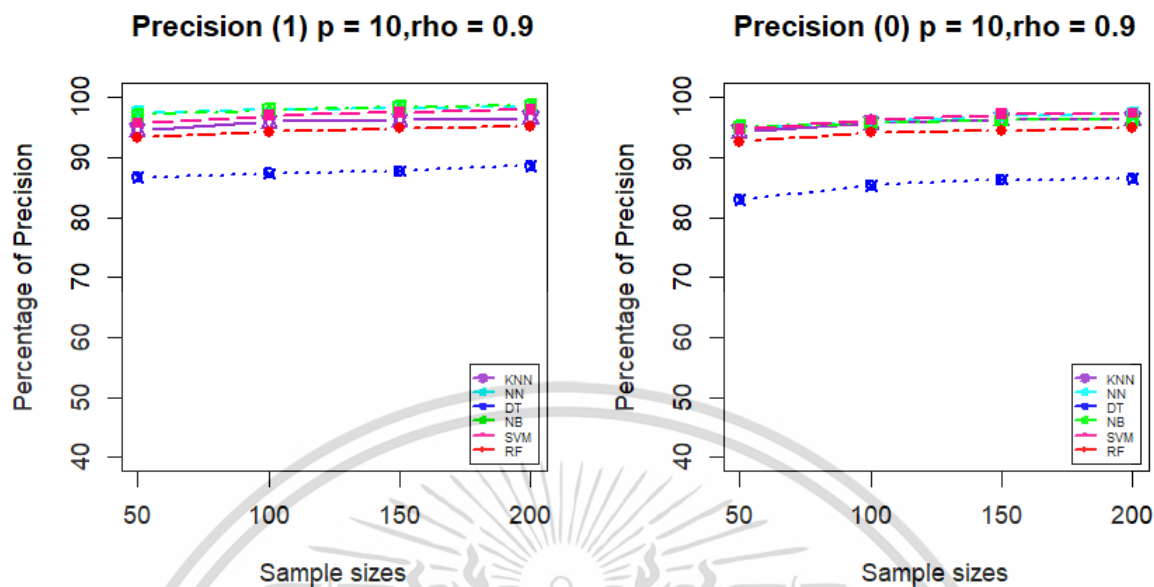 Precision (1) p = 10,rho = 0.9
Percentage of Precision
100
90
80
70
60
50
40
KNN
NN
DT
NB
SVM
RF
50 100 150 200
Sample sizes
Precision (0) p = 10,rho = 0.9
Percentage of Precision
100
90
80
70
60
50
40
KNN
NN
DT
NB
SVM
RF
50 100 150 200
Sample sizes